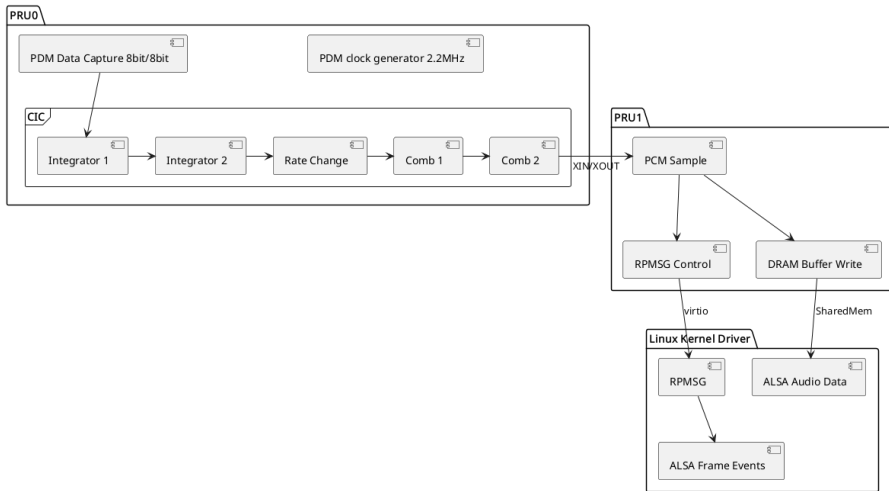 PRU0
PDM Data Capture 8bit/8bit
PDM clock generator 2.2MHz
CIC
Integrator 1
Integrator 2
Rate Change
Comb 1
Comb 2
XIN/XOUT
PRU1
PCM Sample
RPMSG Control
DRAM Buffer Write
virtio
SharedMem
Linux Kernel Driver
RPMSG
ALSA Audio Data
ALSA Frame Events